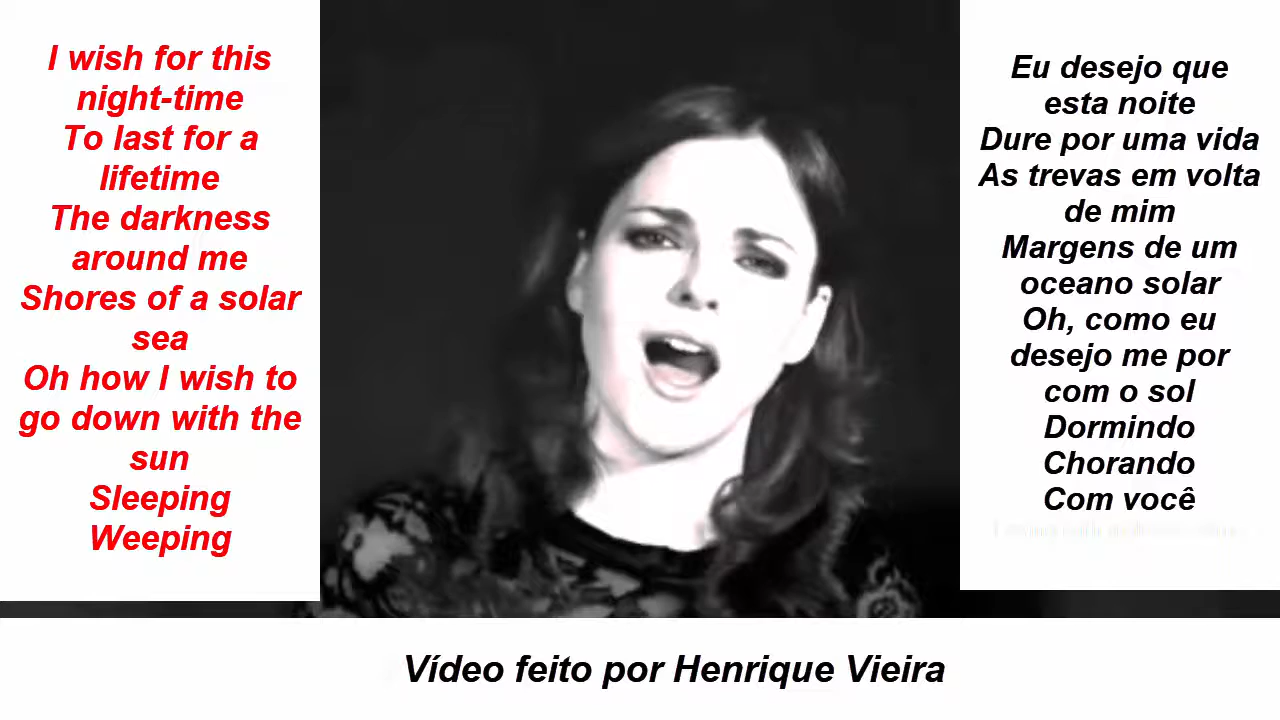 I wish for this
night-time
To last for a
lifetime
The darkness
around me
Shores of a solar
sea
Oh how I wish to
go down with the
sun
Sleeping
Weeping
Eu desejo que
esta noite
Dure por uma vida
As trevas em volta
de mim
Margens de um
oceano solar
Oh, como eu
desejo me por
com o sol
Dormindo
Chorando
Com você
Vídeo feito por Henrique Vieira